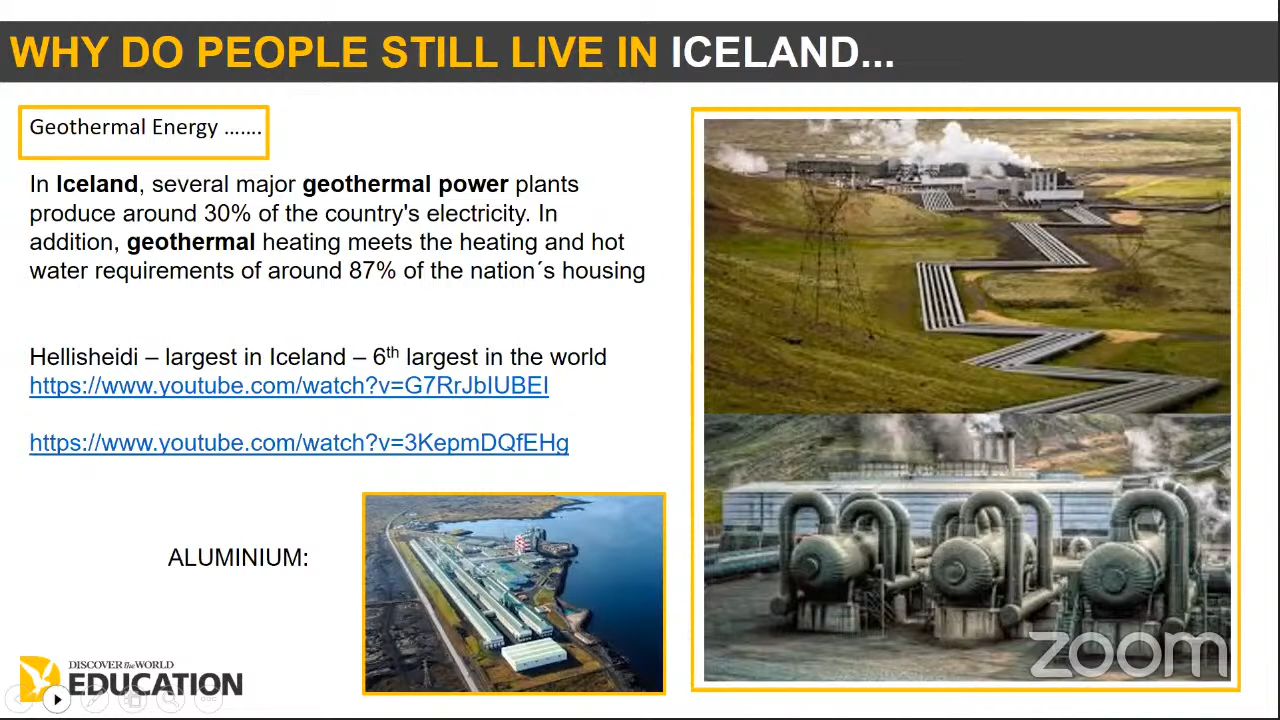 WHY DO PEOPLE STILL LIVE IN ICELAND...
Geothermal Energy .......
In Iceland, several major geothermal power plants
produce around 30% of the country's electricity. In
addition, geothermal heating meets the heating and hot
water requirements of around 87% of the nation´s housing
Hellisheidi – largest in Iceland – 6th largest in the world
https://www.youtube.com/watch?v=G7RrJbIUBEI
https://www.youtube.com/watch?v=3KepmDQfEHg
ALUMINIUM:
DISCOVER the WORLD
EDUCATION
zoom